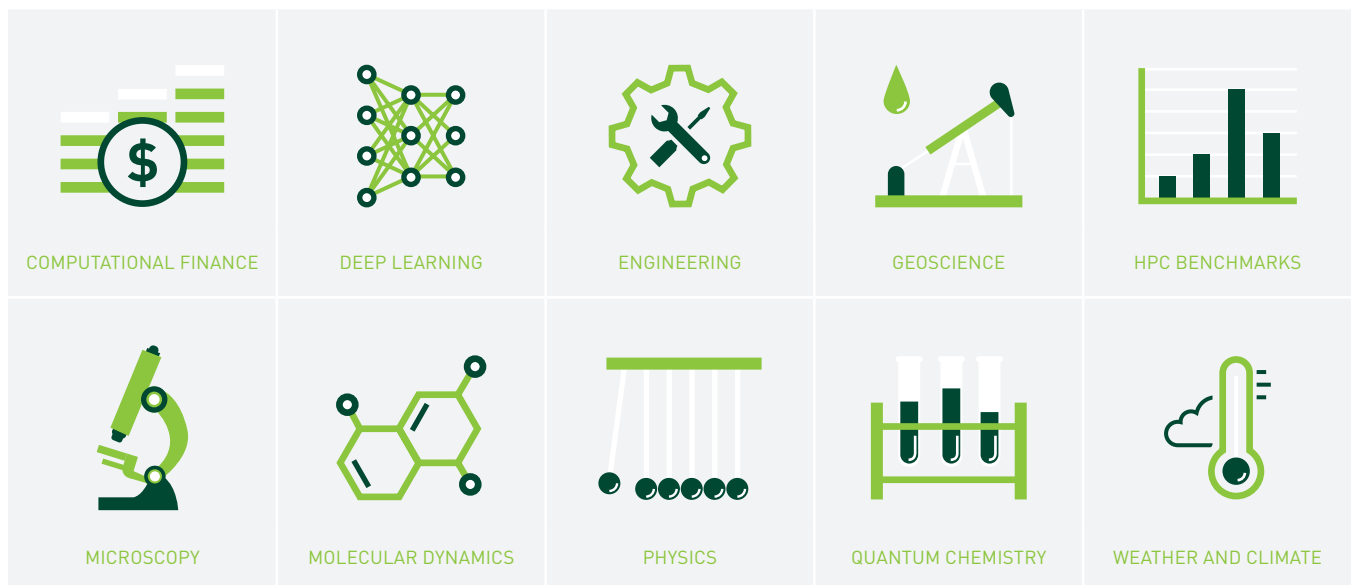 $
COMPUTATIONAL FINANCE
DEEP LEARNING
ENGINEERING
GEOSCIENCE
HPC BENCHMARKS
MICROSCOPY
MOLECULAR DYNAMICS
PHYSICS
QUANTUM CHEMISTRY
WEATHER AND CLIMATE